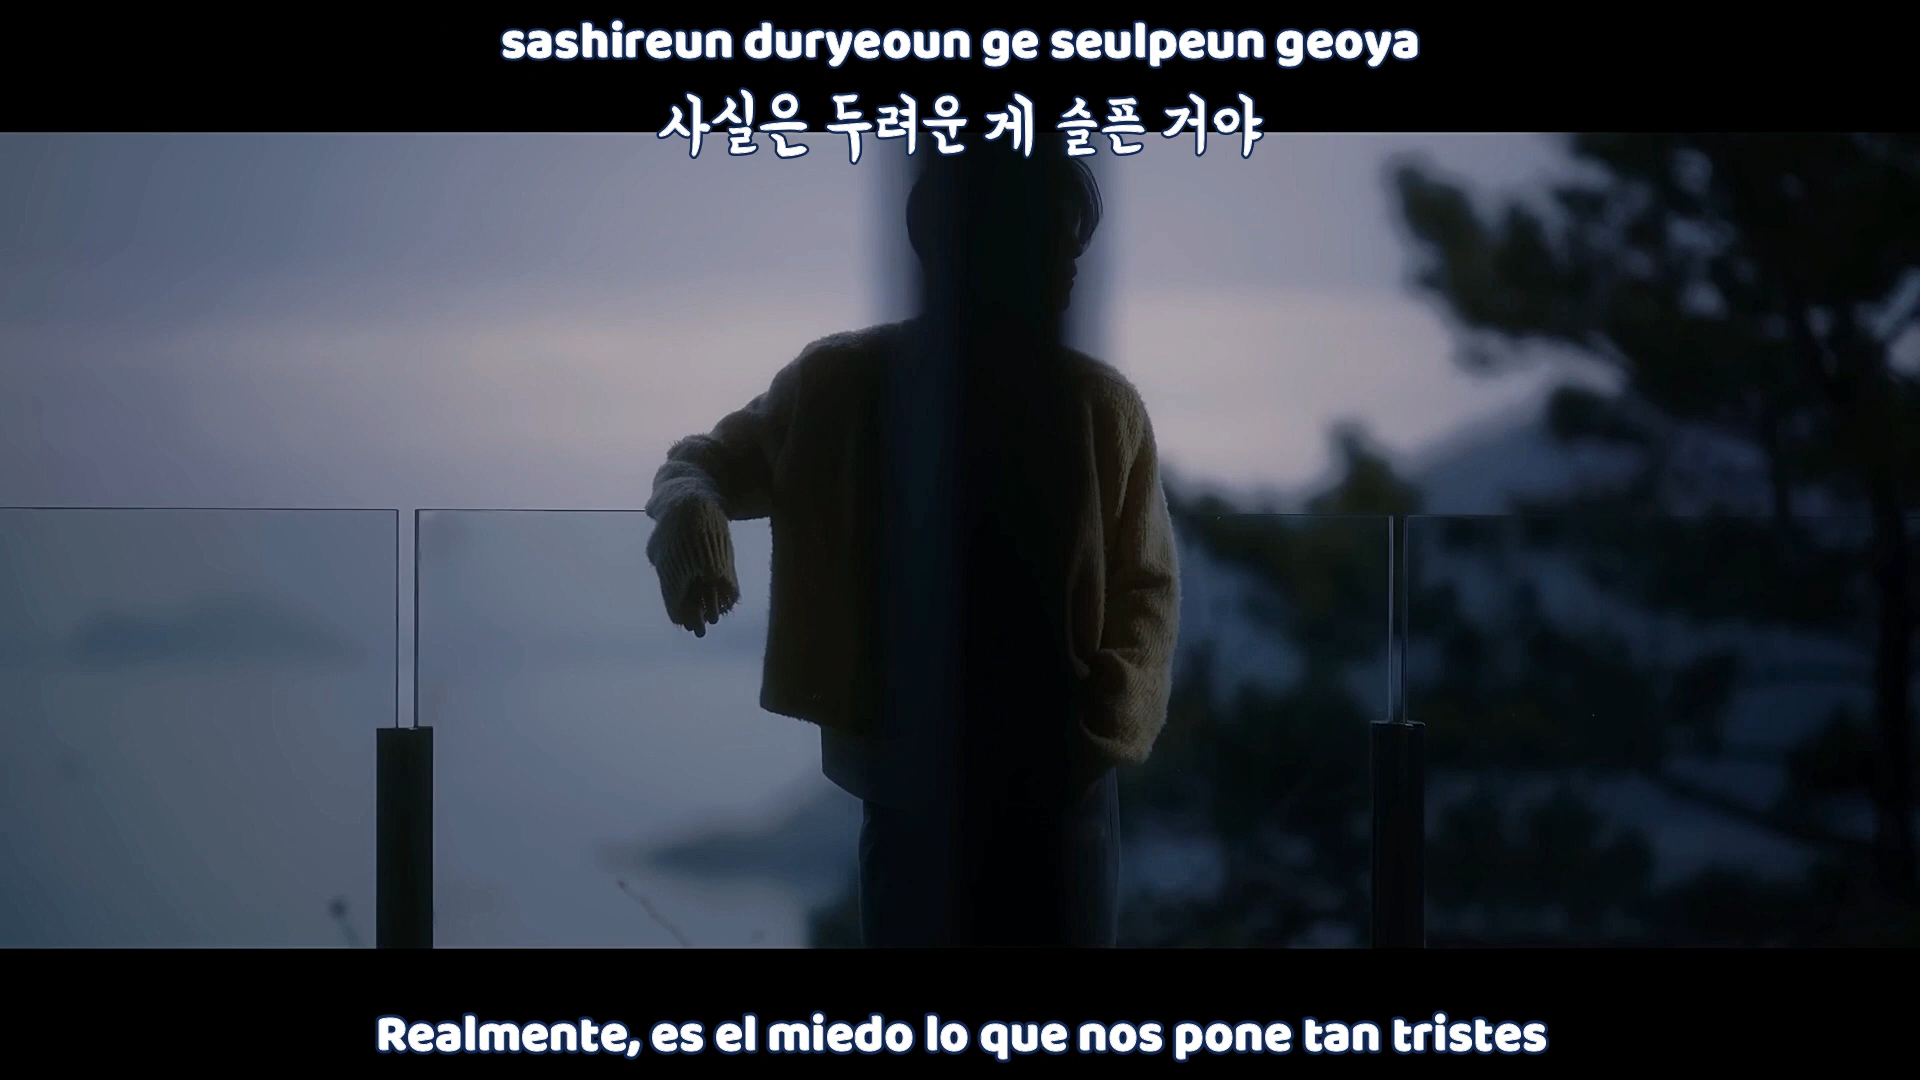 sashireun duryeoun ge seulpeun geoya
사실은 두려운 게 슬픈 거야
Realmente, es el miedo lo que nos pone tan tristes